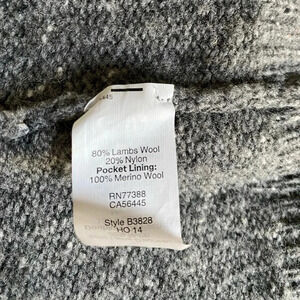 80% Lambs Wool
20% Nylon
Pocket Lining:
100% Merino Wool
RN77388
CA56445
Style B3828
HO 14